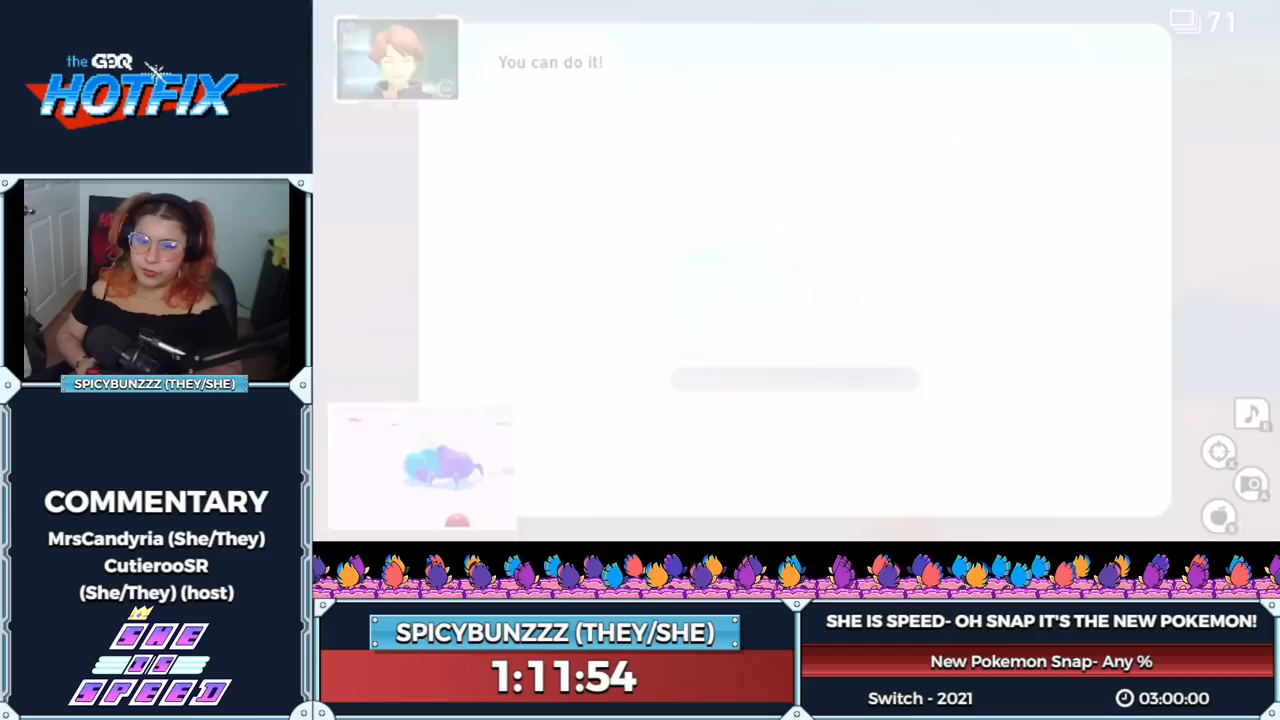 the GDQ
HOTFIX
You can do it!
71
SPICYBUNZZZ (THEY/SHE)
COMMENTARY
MrsCandyria (She/They)
CutierooSR
(She/They) (host)
SHE
IS
SPEED
SPICYBUNZZZ (THEY/SHE)
1:11:54
SHE IS SPEED- OH SNAP IT'S THE NEW POKEMON!
New Pokemon Snap- Any %
Switch - 2021
03:00:00